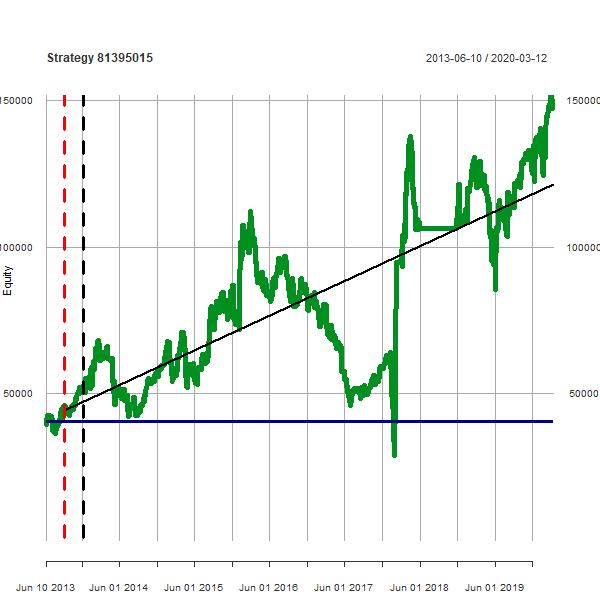 Strategy 81395015
2013-06-10 / 2020-03-12
150000
150000
100000
100000
Equity
50000
50000
Jun 10 2013
Jun 01 2014
Jun 01 2015
Jun 01 2016
Jun 01 2017
Jun 01 2018
Jun 01 2019